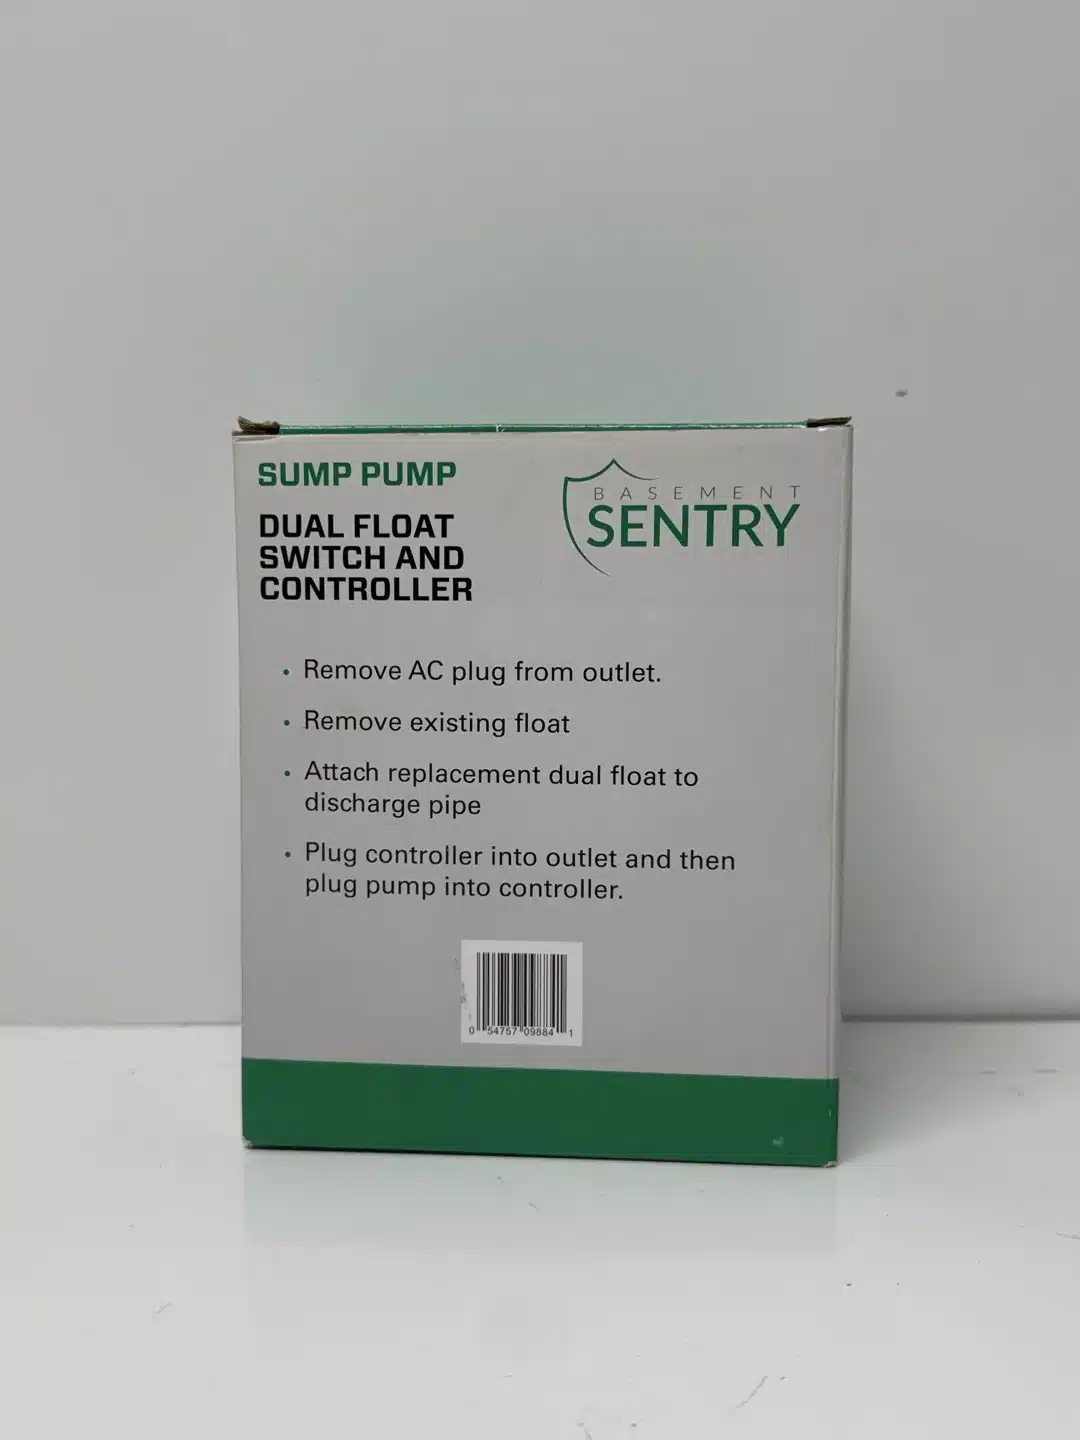 SUMP PUMP
DUAL FLOAT
SWITCH AND
CONTROLLER
BASEMENT
SENTRY
• Remove AC plug from outlet.
• Remove existing float
• Attach replacement dual float to
discharge pipe
• Plug controller into outlet and then
plug pump into controller.
0 54757 09884 1